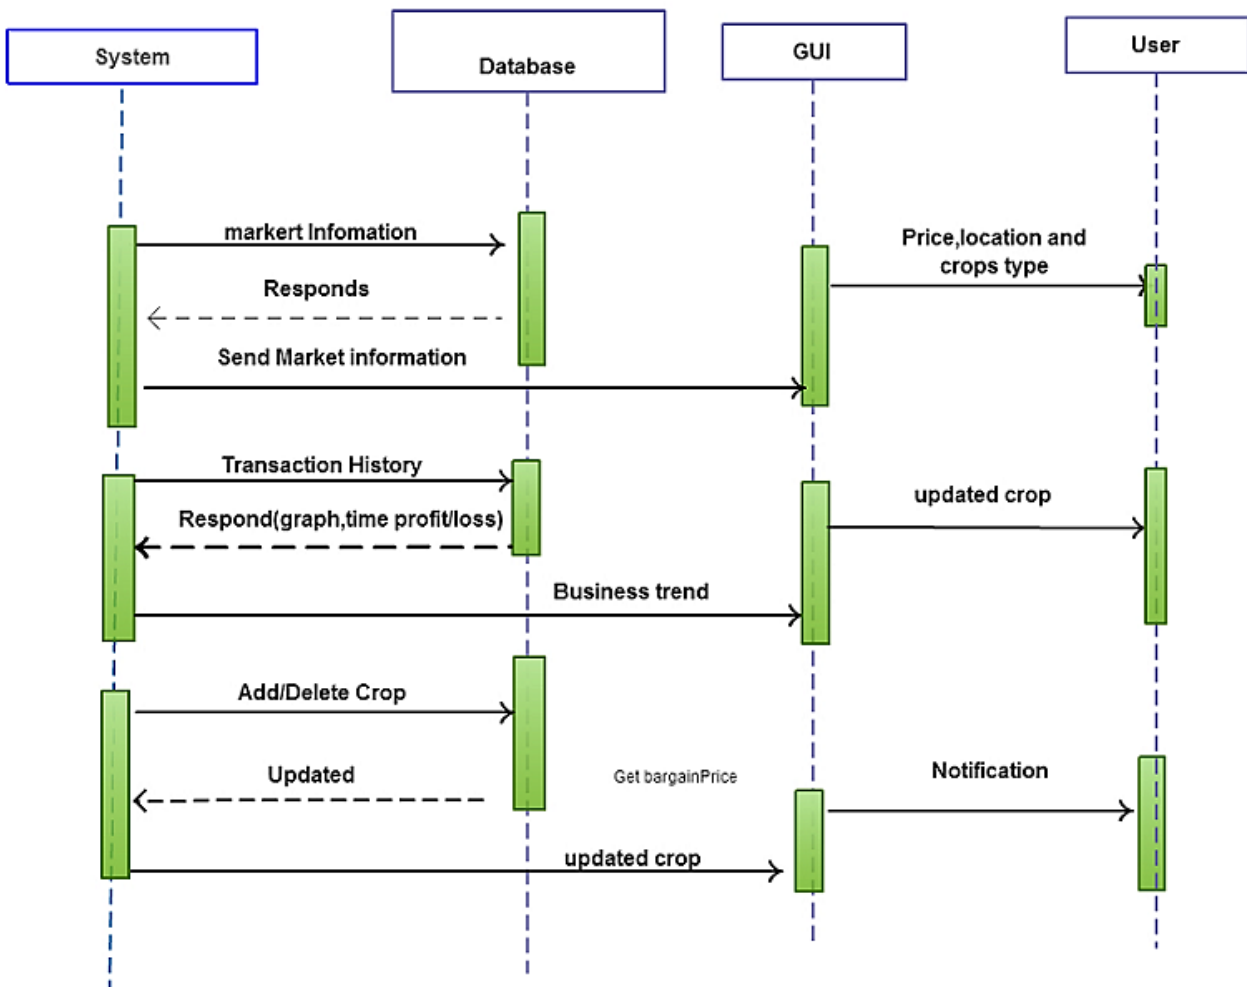 System
Database
GUI
User
markert Infomation
Price,location and
crops type
Responds
Send Market information
Transaction History
updated crop
Respond(graph,time profit/loss)
Business trend
Add/Delete Crop
Updated
Get bargainPrice
Notification
updated crop